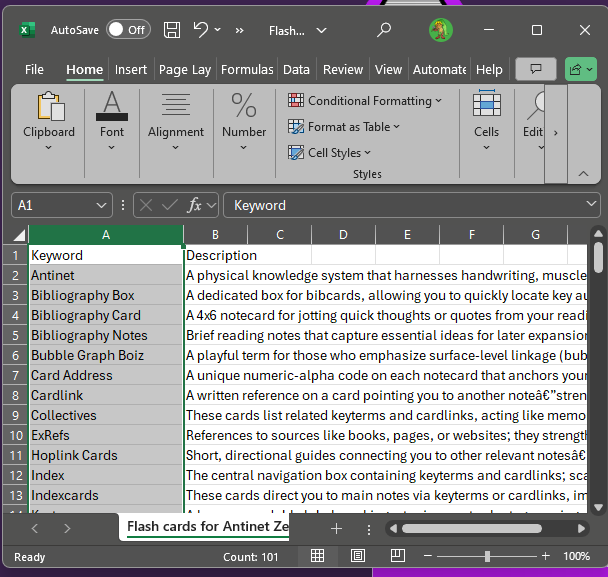 AutoSave Off » Flash...
File Home Insert Page Lay Formulas Data Review View Automate Help
Clipboard Font Alignment Number Conditional Formatting Format as Table Cell Styles Cells Edit
Styles
A1 fx Keyword
A B C D E F G
1 Keyword Description
2 Antinet A physical knowledge system that harnesses handwriting, muscle
3 Bibliography Box A dedicated box for bibcards, allowing you to quickly locate key au
4 Bibliography Card A 4x6 notecard for jotting quick thoughts or quotes from your readi
5 Bibliography Notes Brief reading notes that capture essential ideas for later expansion
6 Bubble Graph Boiz A playful term for those who emphasize surface-level linkage (bub
7 Card Address A unique numeric-alpha code on each notecard that anchors your
8 Cardlink A written reference on a card pointing you to another noteâ€”stren
9 Collectives These cards list related keyterms and cardlinks, acting like memo
10 ExRefs References to sources like books, pages, or websites; they strength
11 Hoplink Cards Short, directional guides connecting you to other relevant notesâ€
12 Index The central navigation box containing keyterms and cardlinks; sca
13 Indexcards These cards direct you to main notes via keyterms or cardlinks, im
Flash cards for Antinet Ze
Ready Count: 101 100%